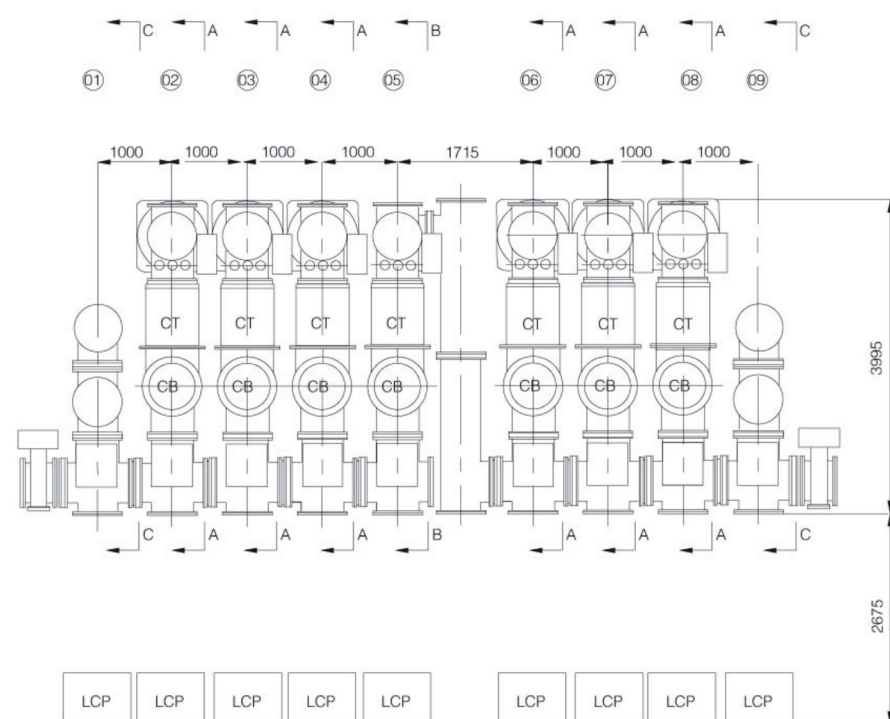 C A A A B A A A C
01 02 03 04 05 06 07 08 09
1000 1000 1000 1000 1715 1000 1000 1000
CT CT CT CT CT CT CT
3995
CB CB CB CB CB CB CB
C A A A B A A A C
2675
LCP LCP LCP LCP LCP LCP LCP LCP LCP